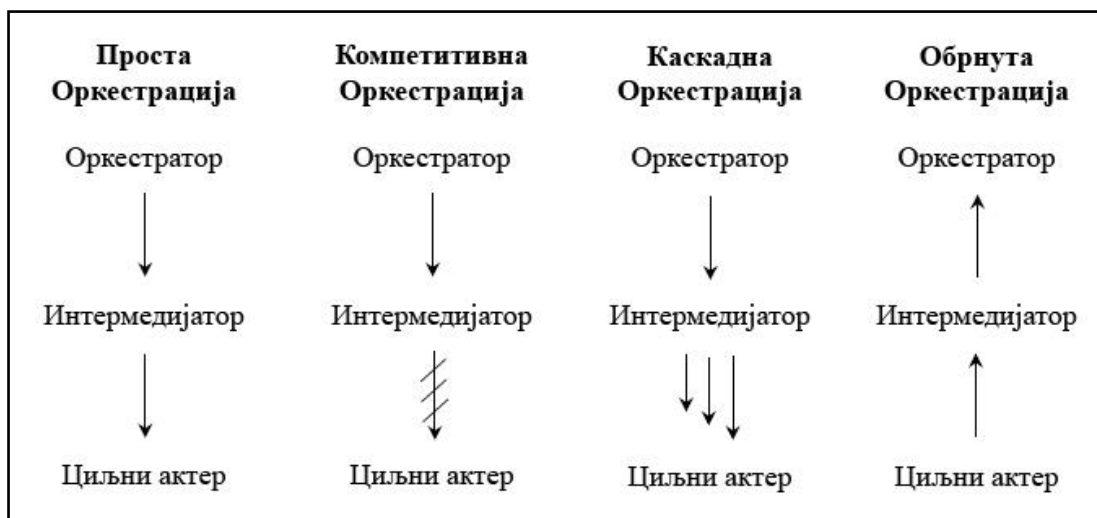 Проста
Оркестрација
Оркестратор
Интермедијатор
Циљни актер
Компетитивна
Оркестрација
Оркестратор
Интермедијатор
Циљни актер
Каскадна
Оркестрација
Оркестратор
Интермедијатор
Циљни актер
Обрнута
Оркестрација
Оркестратор
Интермедијатор
Циљни актер